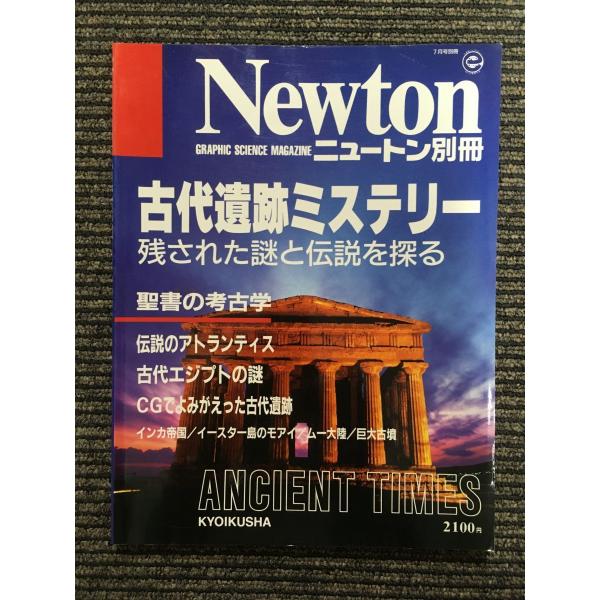 7月号別冊
e
Newton
GRAPHIC SCIENCE MAGAZINE ニュートン別冊
古代遺跡ミステリー
残された謎と伝説を探る
聖書の考古学
伝説のアトランティス
古代エジプトの謎
CGでよみがえった古代遺跡
インカ帝国／イースター島のモアイ／ムー大陸／巨大古墳
ANCIENT TIMES
KYOIKUSHA
2100円